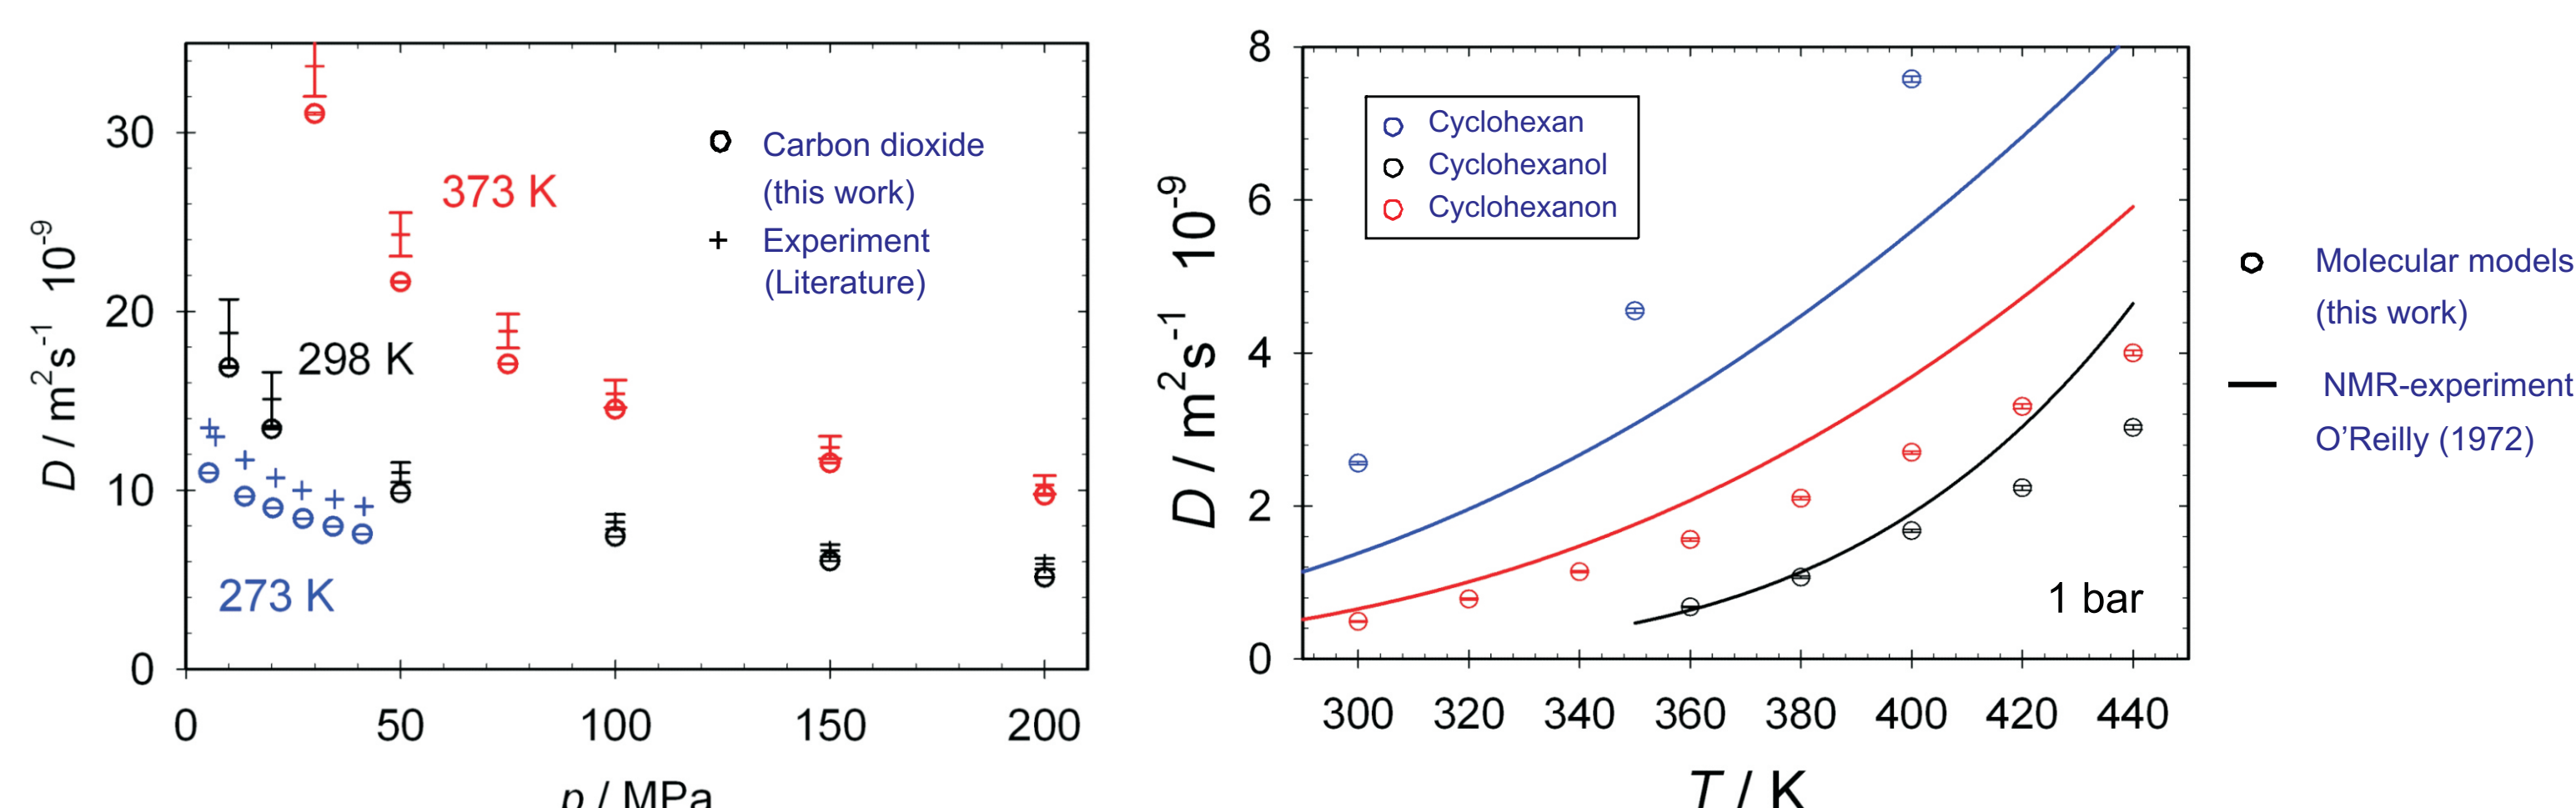 30
20
10
0
0 50 100 150 200
D / m²s⁻¹ 10⁻⁹
p / MPa
373 K
298 K
273 K
Carbon dioxide
(this work)
Experiment
(Literature)
8
6
4
2
0
300 320 340 360 380 400 420 440
D / m²s⁻¹ 10⁻⁹
T / K
Cyclohexan
Cyclohexanol
Cyclohexanon
1 bar
Molecular models
(this work)
NMR-experiment
O’Reilly (1972)